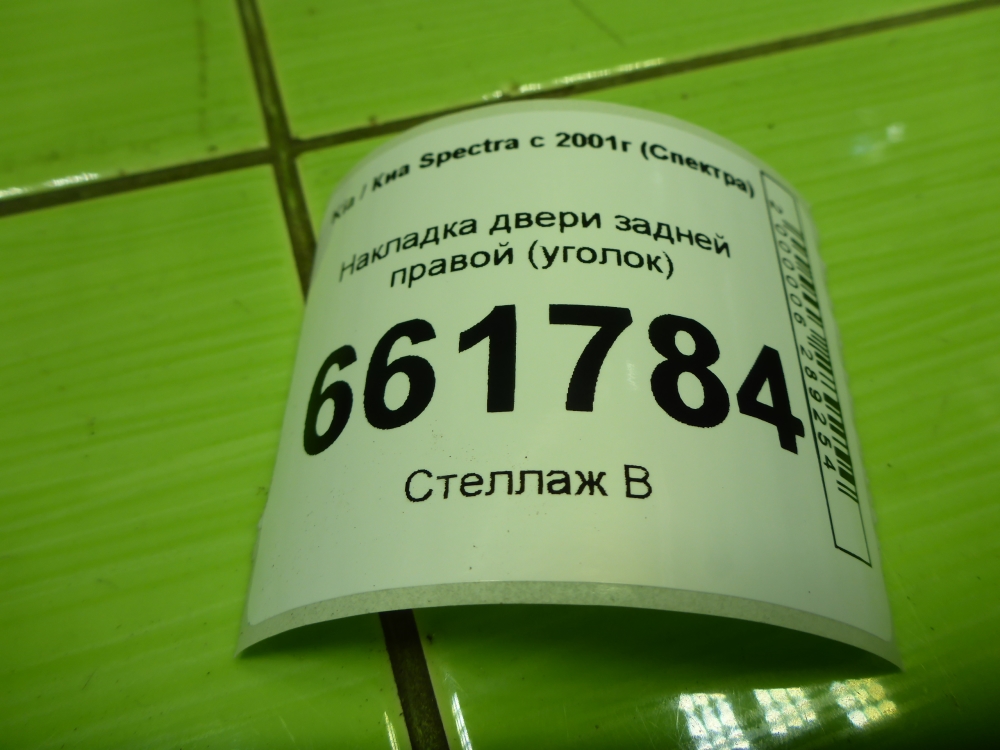 Kia / Киа Spectra с 2001г (Спектра)
Накладка двери задней
правой (уголок)
661784
Стеллаж В
2000006289254